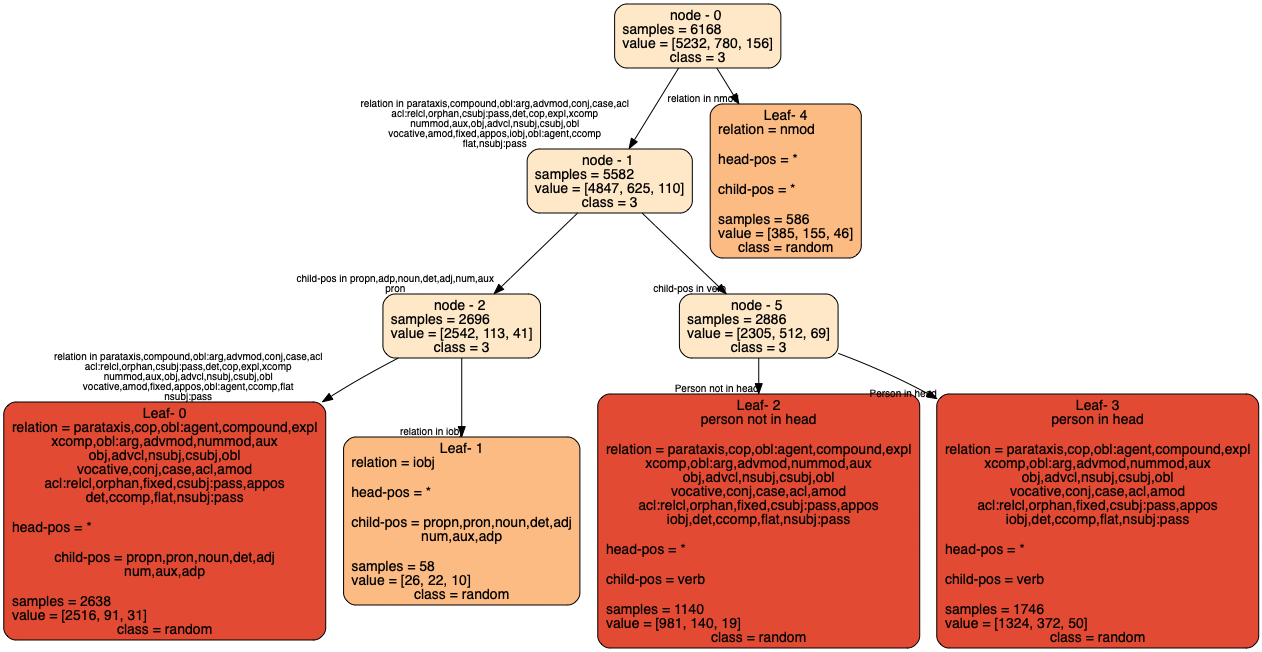 node - 0
samples = 6168
value = [5232, 780, 156]
class = 3
relation in parataxis,compound,obl:arg,advmod,conj,case,acl
acl:relcl,orphan,csubj:pass,det,cop,expl,xcomp
nummod,aux,obj,advcl,nsubj,csubj,obl
vocative,amod,fixed,appos,iobj,obl:agent,ccomp
flat,nsubj:pass
relation in nmod
Leaf- 4
relation = nmod
head-pos = *
child-pos = *
samples = 586
value = [385, 155, 46]
class = random
node - 1
samples = 5582
value = [4847, 625, 110]
class = 3
child-pos in propn,adp,noun,det,adj,num,aux
pron
child-pos in verb
node - 2
samples = 2696
value = [2542, 113, 41]
class = 3
node - 5
samples = 2886
value = [2305, 512, 69]
class = 3
relation in parataxis,compound,obl:arg,advmod,conj,case,acl
acl:relcl,orphan,csubj:pass,det,cop,expl,xcomp
nummod,aux,obj,advcl,nsubj,csubj,obl
vocative,amod,fixed,appos,obl:agent,ccomp,flat
nsubj:pass
relation in iobj
Person not in head
Person in head
Leaf- 0
relation = parataxis,cop,obl:agent,compound,expl
xcomp,obl:arg,advmod,nummod,aux
obj,advcl,nsubj,csubj,obl
vocative,conj,case,acl,amod
acl:relcl,orphan,fixed,csubj:pass,appos
det,ccomp,flat,nsubj:pass
head-pos = *
child-pos = propn,pron,noun,det,adj
num,aux,adp
samples = 2638
value = [2516, 91, 31]
class = random
Leaf- 1
relation = iobj
head-pos = *
child-pos = propn,pron,noun,det,adj
num,aux,adp
samples = 58
value = [26, 22, 10]
class = random
Leaf- 2
person not in head
relation = parataxis,cop,obl:agent,compound,expl
xcomp,obl:arg,advmod,nummod,aux
obj,advcl,nsubj,csubj,obl
vocative,conj,case,acl,amod
acl:relcl,orphan,fixed,csubj:pass,appos
iobj,det,ccomp,flat,nsubj:pass
head-pos = *
child-pos = verb
samples = 1140
value = [981, 140, 19]
class = random
Leaf- 3
person in head
relation = parataxis,cop,obl:agent,compound,expl
xcomp,obl:arg,advmod,nummod,aux
obj,advcl,nsubj,csubj,obl
vocative,conj,case,acl,amod
acl:relcl,orphan,fixed,csubj:pass,appos
iobj,det,ccomp,flat,nsubj:pass
head-pos = *
child-pos = verb
samples = 1746
value = [1324, 372, 50]
class = random